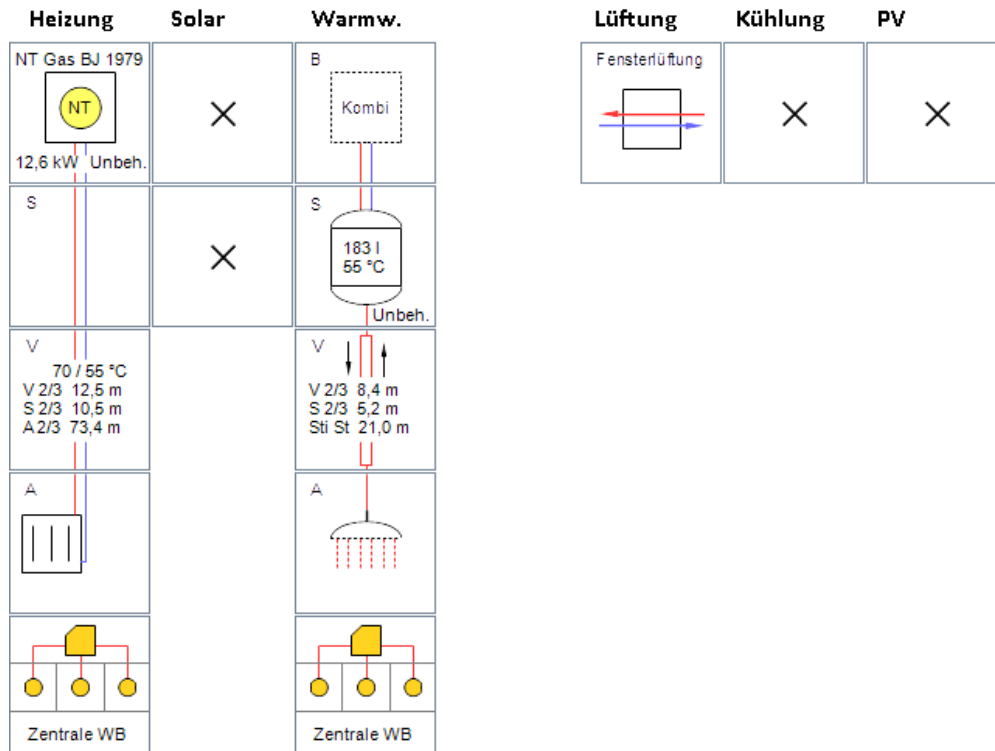 Heizung Solar Warmw. Lüftung Kühlung PV
NT Gas BJ 1979
NT
12,6 kW Unbeh.
B
Kombi
Fensterlüftung
S
S
183 l
55 °C
Unbeh.
V
70 / 55 °C
V 2/3 12,5 m
S 2/3 10,5 m
A 2/3 73,4 m
V
V 2/3 8,4 m
S 2/3 5,2 m
Sti St 21,0 m
A
A
Zentrale WB
Zentrale WB